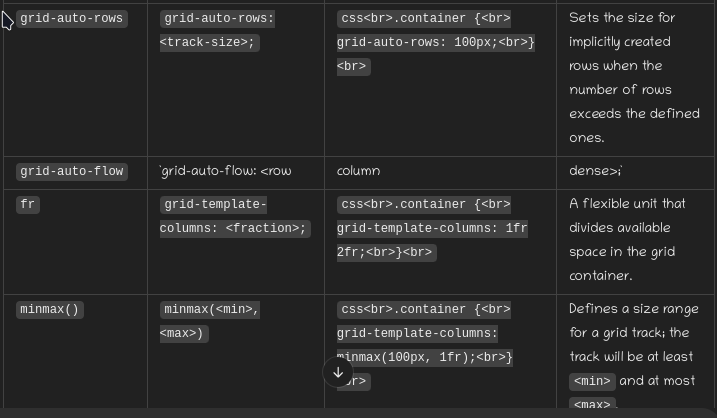 grid-auto-rows
grid-auto-rows:
<track-size>;
css<br>.container {<br>
grid-auto-rows: 100px;<br>}
<br>
Sets the size for
implicitly created
rows when the
number of rows
exceeds the defined
ones.
grid-auto-flow
`grid-auto-flow: <row
column
dense>;`
fr
grid-template-
columns: <fraction>;
css<br>.container {<br>
grid-template-columns: 1fr
2fr;<br>}<br>
A flexible unit that
divides available
space in the grid
container.
minmax()
minmax(<min>,
<max>)
css<br>.container {<br>
grid-template-columns:
minmax(100px, 1fr);<br>}
Defines a size range
for a grid track; the
track will be at least
<min> and at most
<max>.